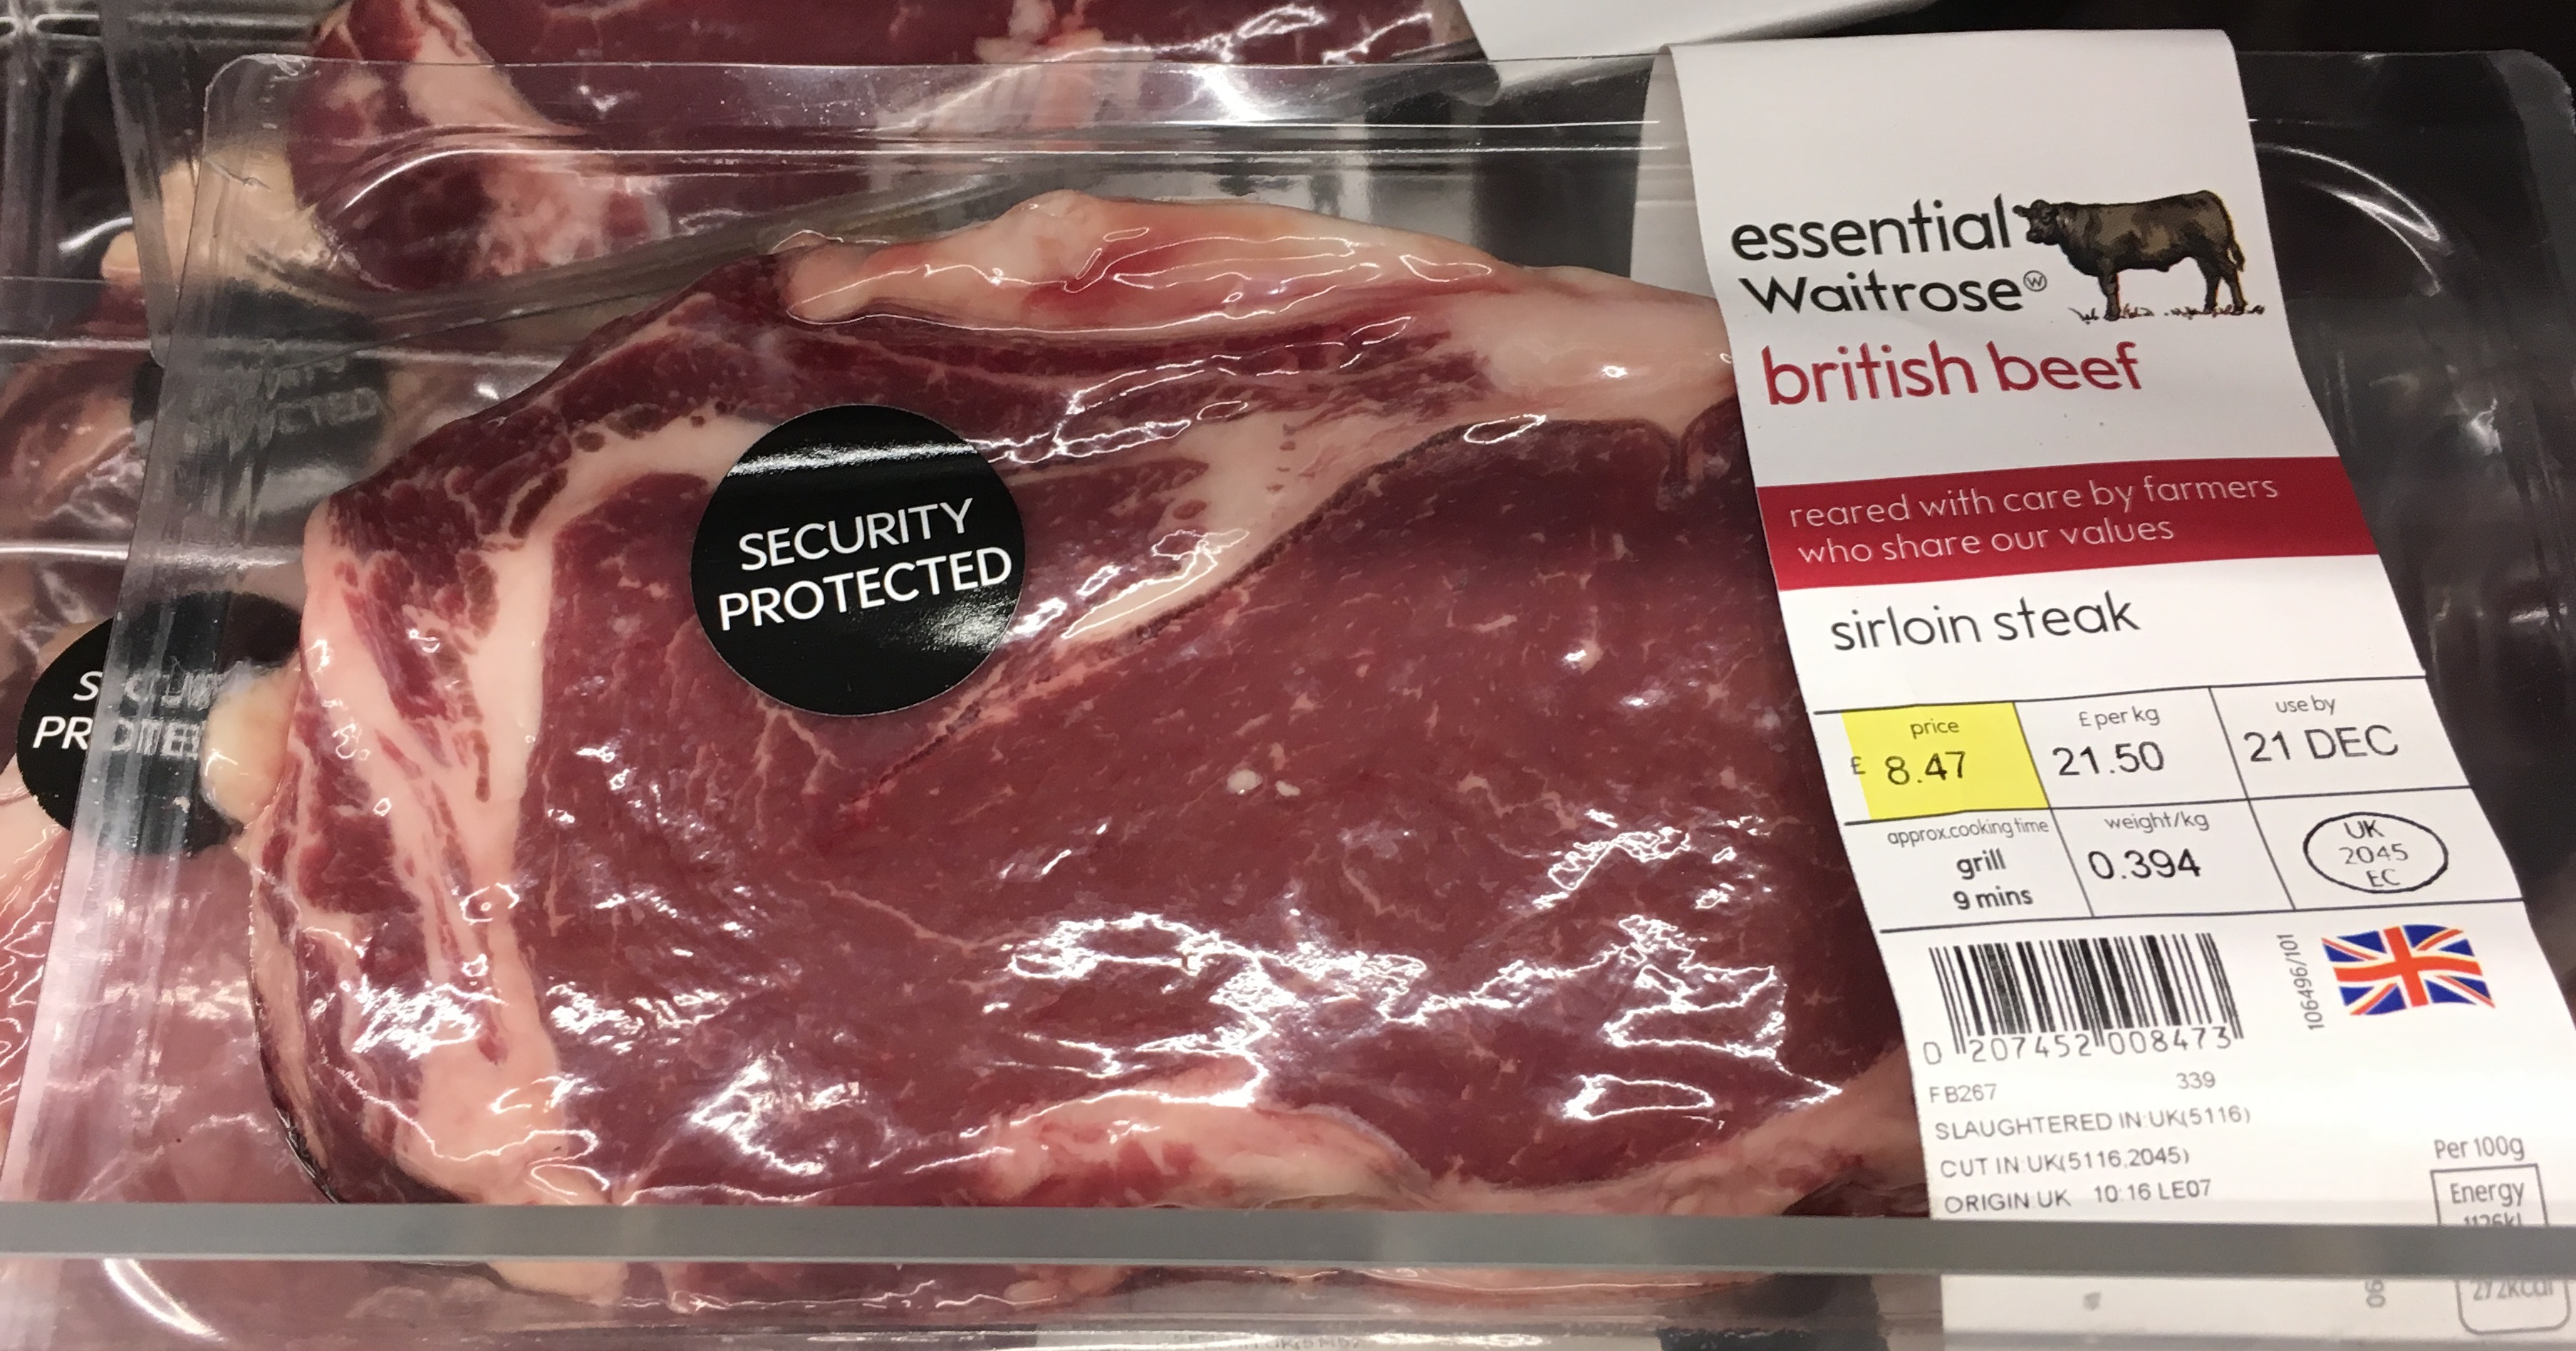 SECURITY
PROTECTED
essential
Waitrose
british beef
reared with care by farmers
who share our values
sirloin steak
price
£ 8.47
£ per kg
21.50
use by
21 DEC
approx.cooking time
grill
9 mins
weight/kg
0.394
UK
2045
EC
0 207452 008473
106496/101
FB267 339
SLAUGHTERED IN:UK(5116)
CUT IN:UK(5116,2045)
ORIGIN:UK 10:16 LE07
Per 100g
Energy
1126kJ
272kcal